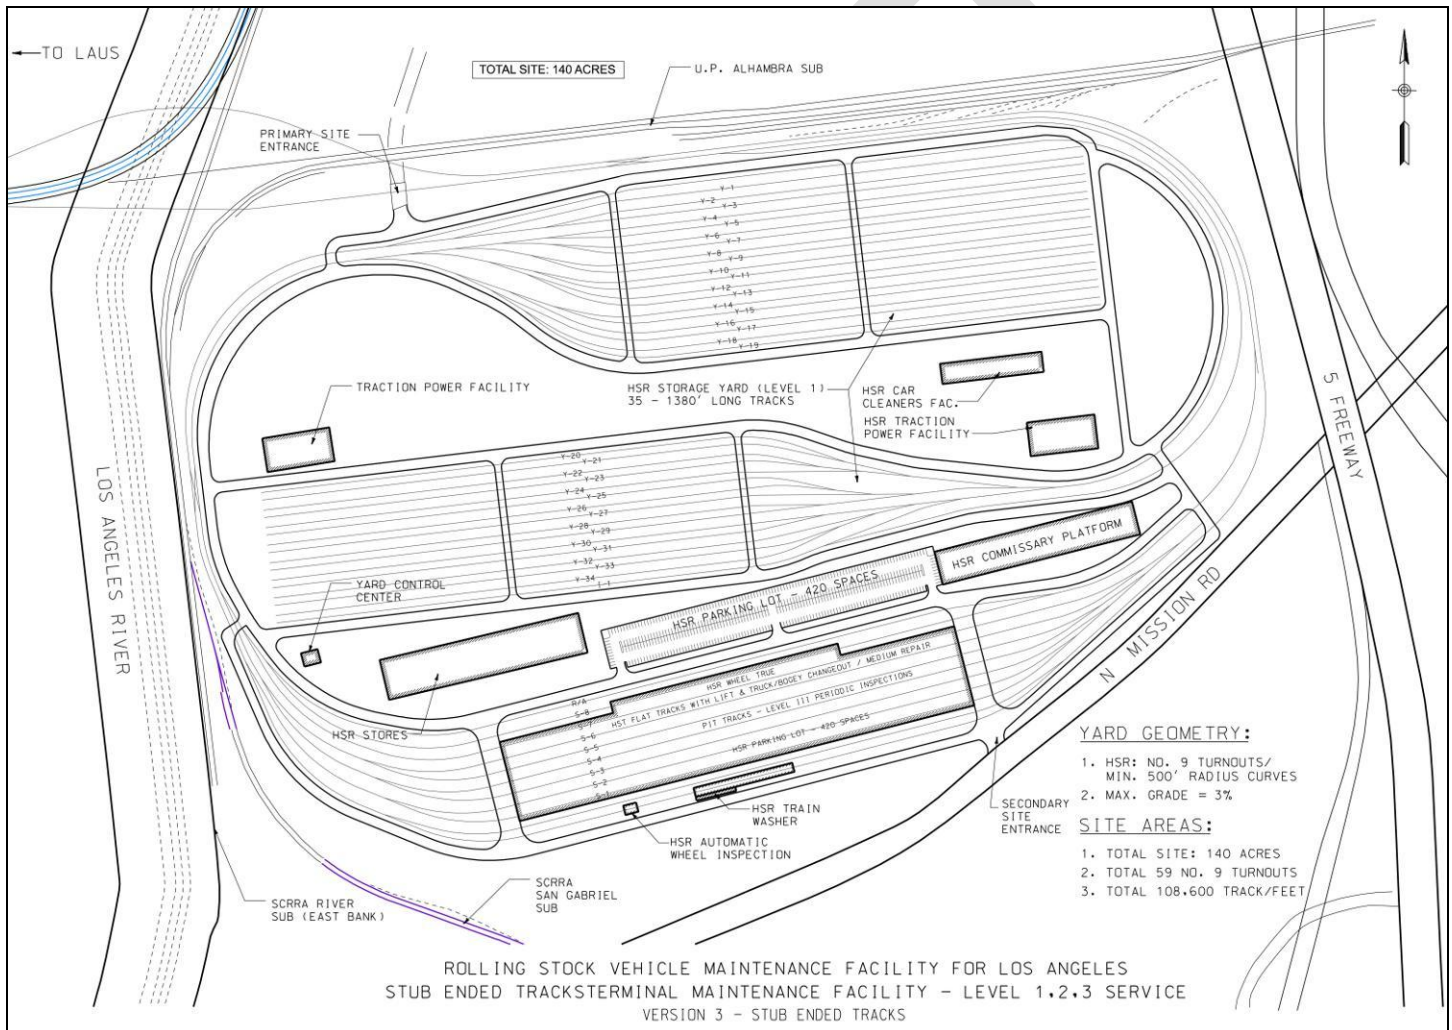 TO LAUS
TOTAL SITE: 140 ACRES
U.P. ALHAMBRA SUB
PRIMARY SITE
ENTRANCE
Y-1
Y-2
Y-3
Y-4
Y-5
Y-6
Y-7
Y-8
Y-9
Y-10
Y-11
Y-12
Y-13
Y-14
Y-15
Y-16
Y-17
Y-18
Y-19
TRACTION POWER FACILITY
HSR STORAGE YARD (LEVEL 1)
35 - 1380' LONG TRACKS
HSR CAR
CLEANERS FAC.
HSR TRACTION
POWER FACILITY
5 FREEWAY
LOS ANGELES RIVER
Y-20
Y-21
Y-22
Y-23
Y-24
Y-25
Y-26
Y-27
Y-28
Y-29
Y-30
Y-31
Y-32
Y-33
Y-34
I-1
YARD CONTROL
CENTER
HSR PARKING LOT - 420 SPACES
HSR COMMISSARY PLATFORM
N MISSION RD
HSR STORES
R/A
S-8
S-7
S-6
S-5
S-4
S-3
S-2
S-1
HSR WHEEL TRUE
HST FLAT TRACKS WITH LIFT & TRUCK/BOGEY CHANGEOUT / MEDIUM REPAIR
PIT TRACKS - LEVEL III PERIODIC INSPECTIONS
HSR PARKING LOT - 420 SPACES
HSR TRAIN
WASHER
HSR AUTOMATIC
WHEEL INSPECTION
SECONDARY
SITE
ENTRANCE
YARD GEOMETRY:
1. HSR: NO. 9 TURNOUTS/
MIN. 500' RADIUS CURVES
2. MAX. GRADE = 3%
SITE AREAS:
1. TOTAL SITE: 140 ACRES
2. TOTAL 59 NO. 9 TURNOUTS
3. TOTAL 108,600 TRACK/FEET
SCRRA RIVER
SUB (EAST BANK)
SCRRA
SAN GABRIEL
SUB
ROLLING STOCK VEHICLE MAINTENANCE FACILITY FOR LOS ANGELES
STUB ENDED TRACKSTERMINAL MAINTENANCE FACILITY - LEVEL 1,2,3 SERVICE
VERSION 3 - STUB ENDED TRACKS